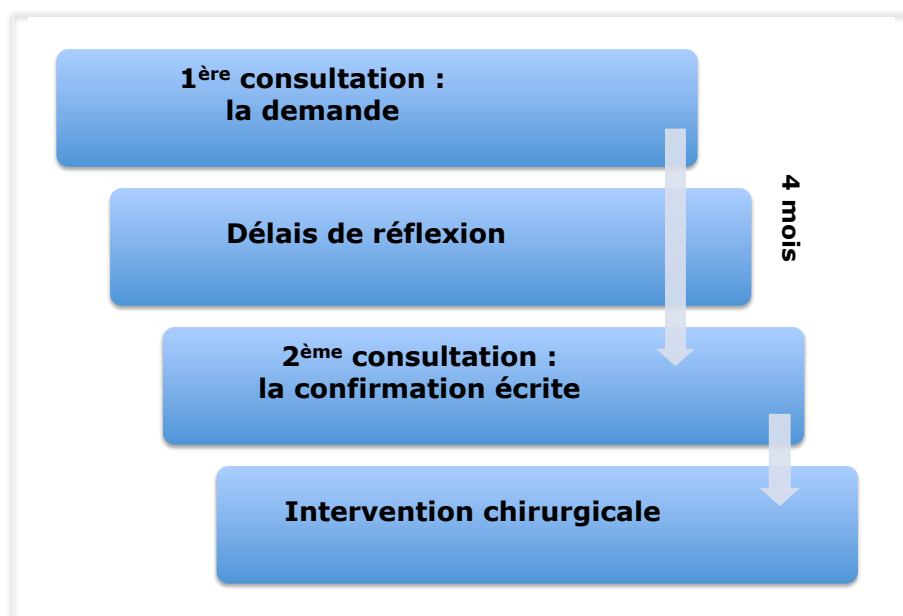 1ère consultation :
la demande
Délais de réflexion
4 mois
2ème consultation :
la confirmation écrite
Intervention chirurgicale